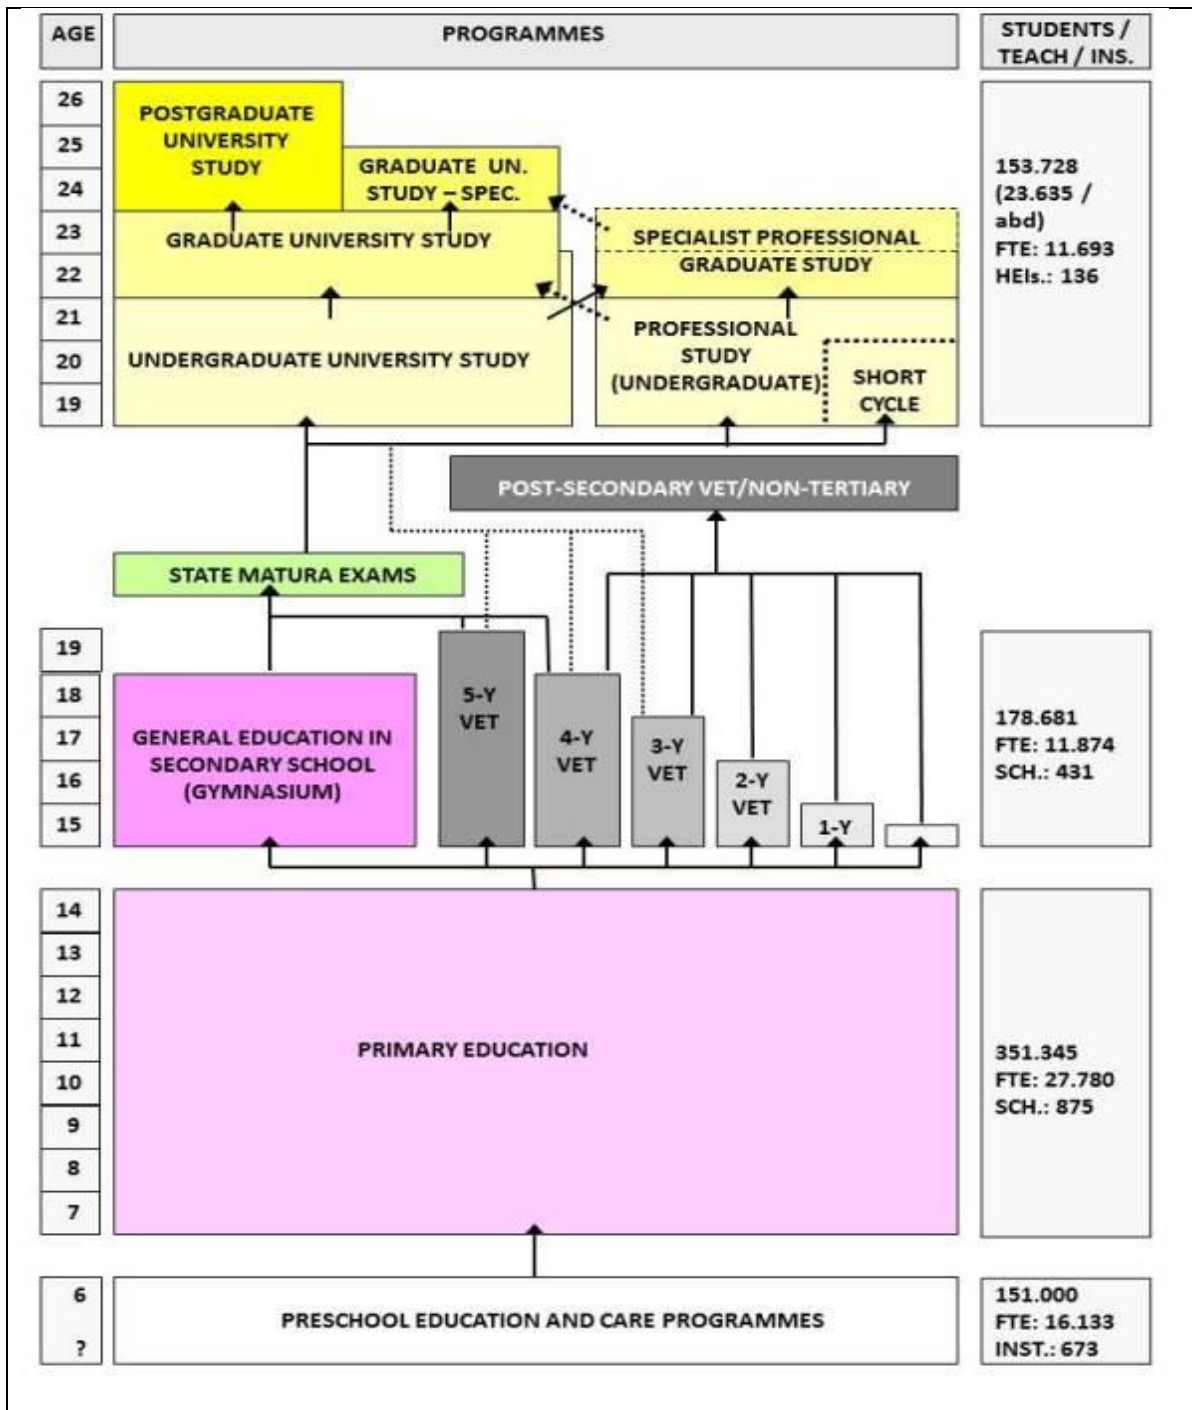 AGE
PROGRAMMES
STUDENTS /
TEACH / INS.
26
25
24
23
22
21
20
19
POSTGRADUATE
UNIVERSITY
STUDY
GRADUATE UN.
STUDY – SPEC.
GRADUATE UNIVERSITY STUDY
SPECIALIST PROFESSIONAL
GRADUATE STUDY
UNDERGRADUATE UNIVERSITY STUDY
PROFESSIONAL
STUDY
(UNDERGRADUATE)
SHORT
CYCLE
153.728
(23.635 /
abd)
FTE: 11.693
HEIs.: 136
POST-SECONDARY VET/NON-TERTIARY
STATE MATURA EXAMS
19
18
17
16
15
GENERAL EDUCATION IN
SECONDARY SCHOOL
(GYMNASIUM)
5-Y
VET
4-Y
VET
3-Y
VET
2-Y
VET
1-Y
178.681
FTE: 11.874
SCH.: 431
14
13
12
11
10
9
8
7
PRIMARY EDUCATION
351.345
FTE: 27.780
SCH.: 875
6
?
PRESCHOOL EDUCATION AND CARE PROGRAMMES
151.000
FTE: 16.133
INST.: 673